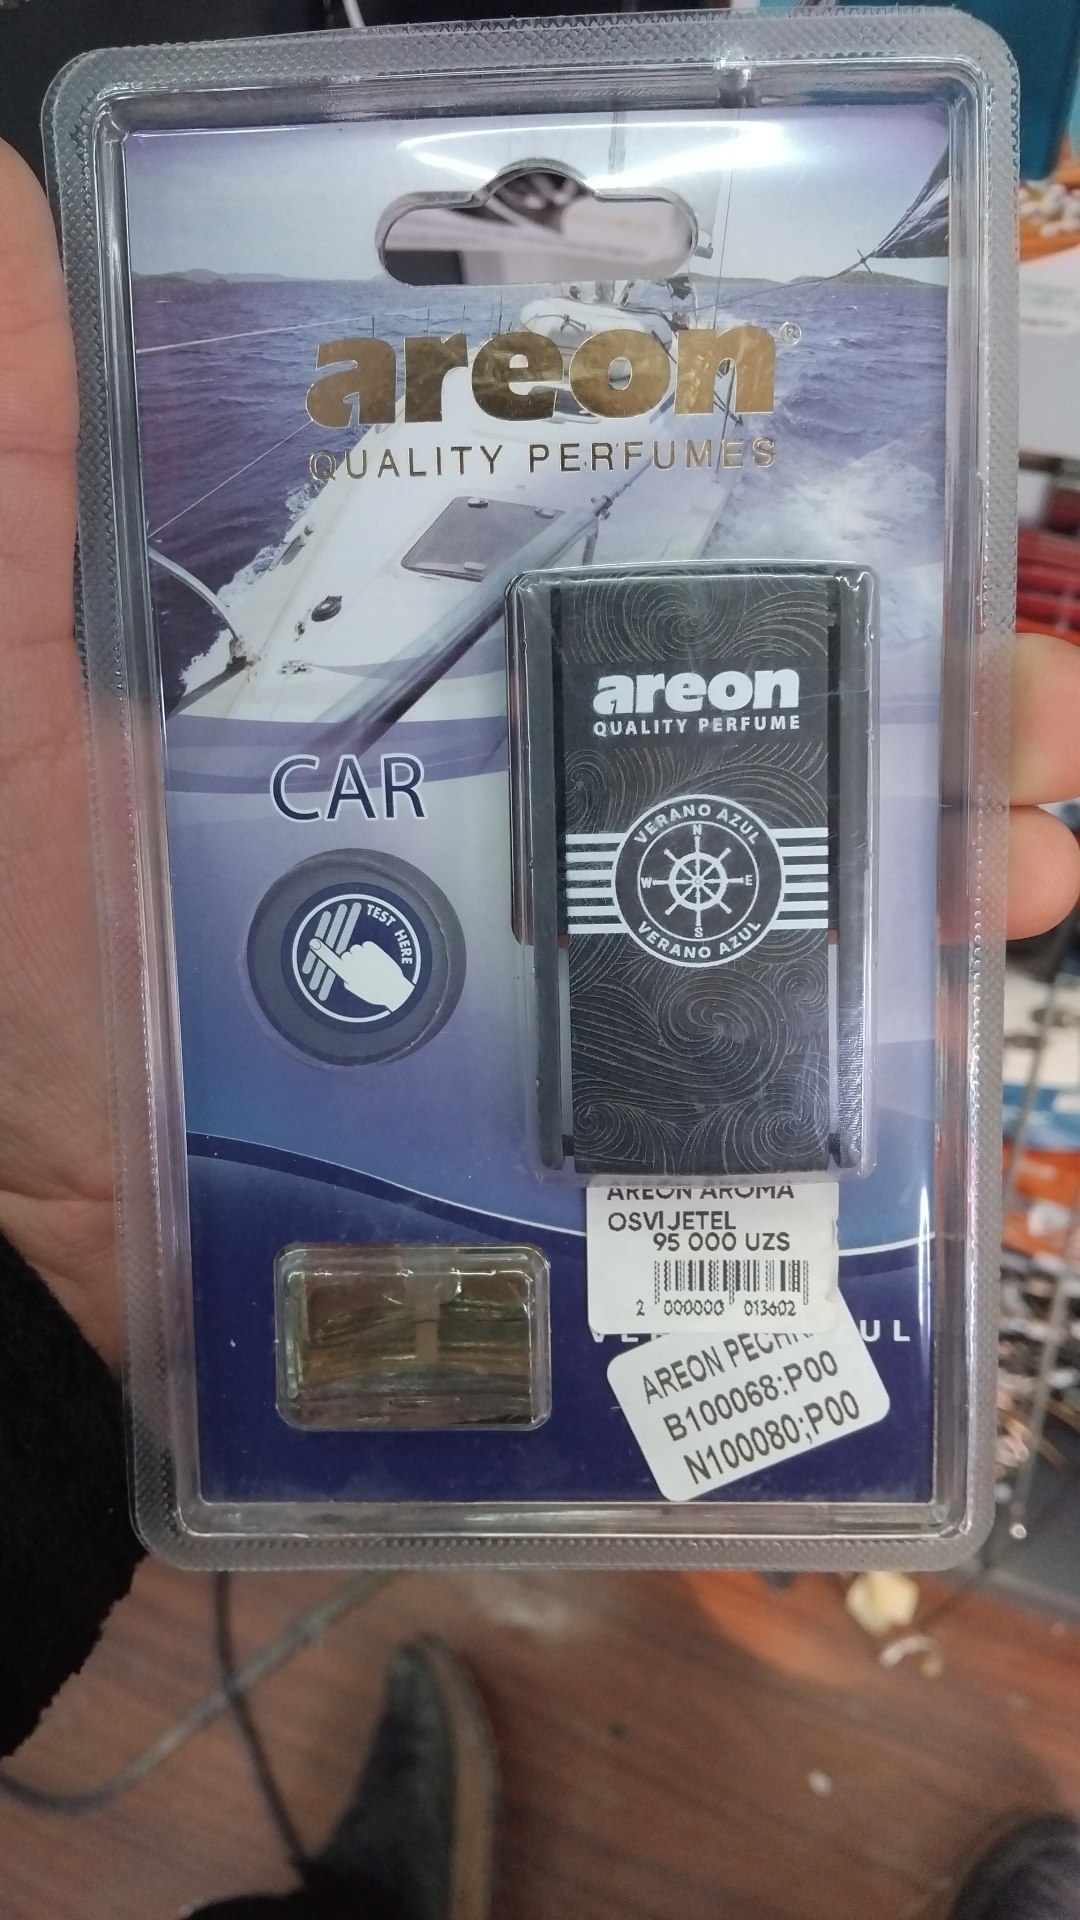 areon
QUALITY PERFUMES
areon
QUALITY PERFUME
CAR
VERANO AZUL
N
W E
S
VERANO AZUL
TEST HERE
AREON AROMA
OSVIJETEL
95 000 UZS
2 000000 013602
UL
AREON
B100068:P00
N100080;P00